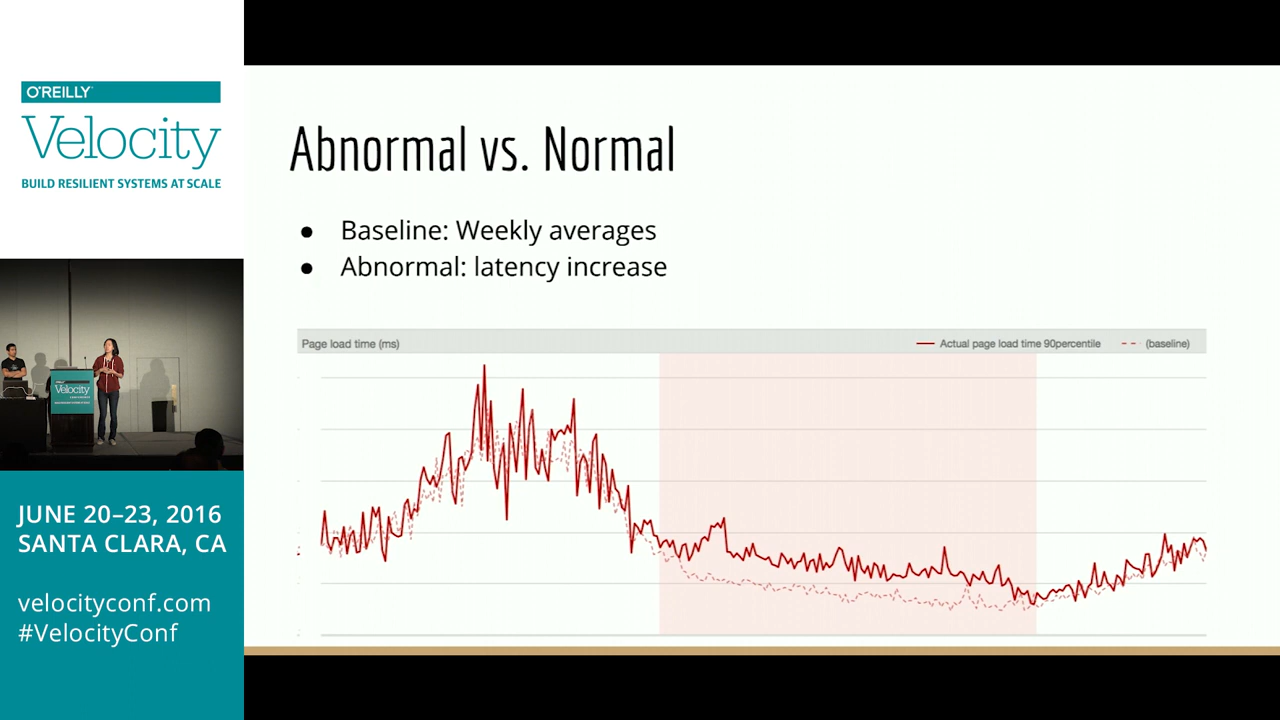 O'REILLY
Velocity
BUILD RESILIENT SYSTEMS AT SCALE
Abnormal vs. Normal
● Baseline: Weekly averages
● Abnormal: latency increase
Page load time (ms)
Actual page load time 90percentile
(baseline)
Velocity
JUNE 20–23, 2016
SANTA CLARA, CA
velocityconf.com
#VelocityConf